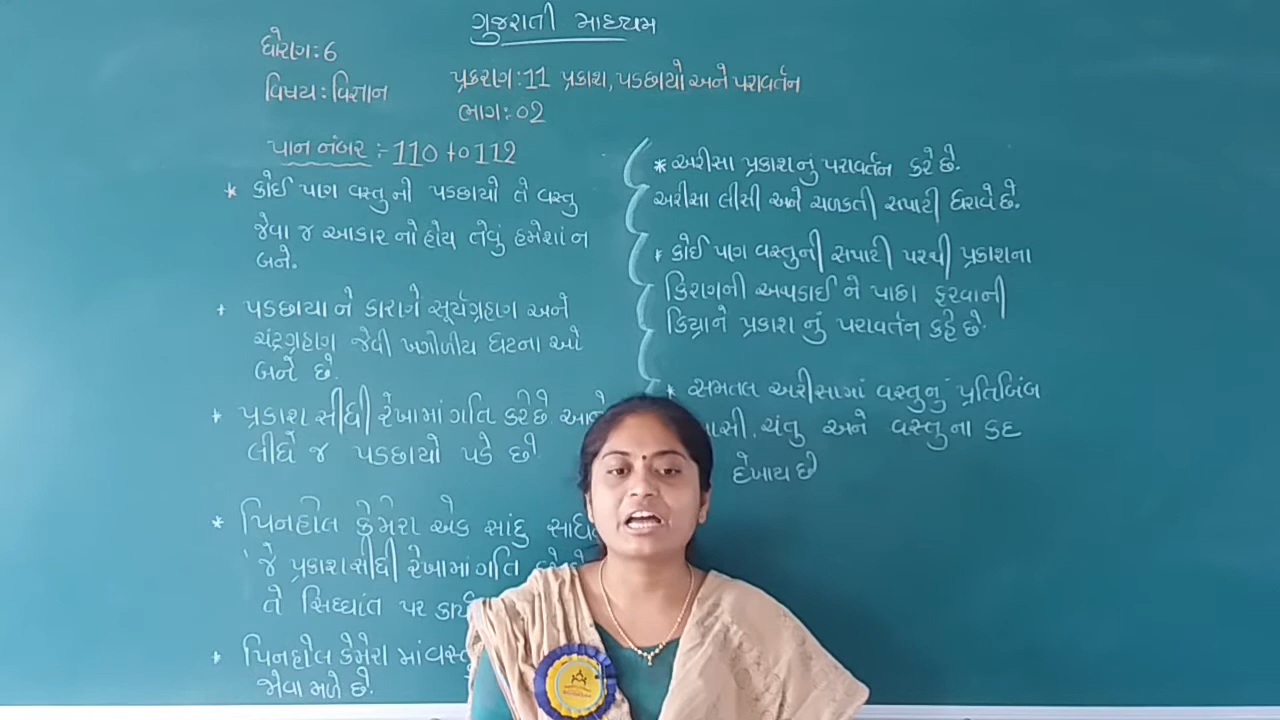 ગુજરાતી માધ્યમ
ધોરણ: 6
વિષય: વિજ્ઞાન
પ્રકરણ: 11 પ્રકાશ, પડછાયો અને પરાવર્તન
ભાગ: 02
પાન નંબર :- 110 to 112
* કોઈ પણ વસ્તુનો પડછાયો તે વસ્તુ
જેવા જ આકાર નો હોય તેવું હમેશાં ન
બને.
* પડછાયા ને કારણે સૂર્યગ્રહણ અને
ચંદ્રગ્રહણ જેવી ખગોળીય ઘટના ઓ
બને છે.
* પ્રકાશ સીધી રેખામાં ગતિ કરે છે
લીધે જ પડછાયો પડે છે
* પિનહોલ કેમેરા એક સાદું
જે પ્રકાશ સીધી રેખામાં ગતિ
તે સિધ્ધાંત પર
* પિનહોલ કેમેરા માં
જોવા મળે છે.
* અરીસા પ્રકાશનું પરાવર્તન કરે છે.
અરીસા લીસી અને ચળકતી સપાટી ધરાવે છે.
* કોઈ પણ વસ્તુની સપાટી પરથી પ્રકાશના
કિરણની અથડાઈ ને પાછા ફરવાની
ક્રિયાને પ્રકાશ નું પરાવર્તન કહે છે.
* સમતલ અરીસામાં વસ્તુનું પ્રતિબિંબ
ચતુ અને વસ્તુના કદ
દેખાય છે